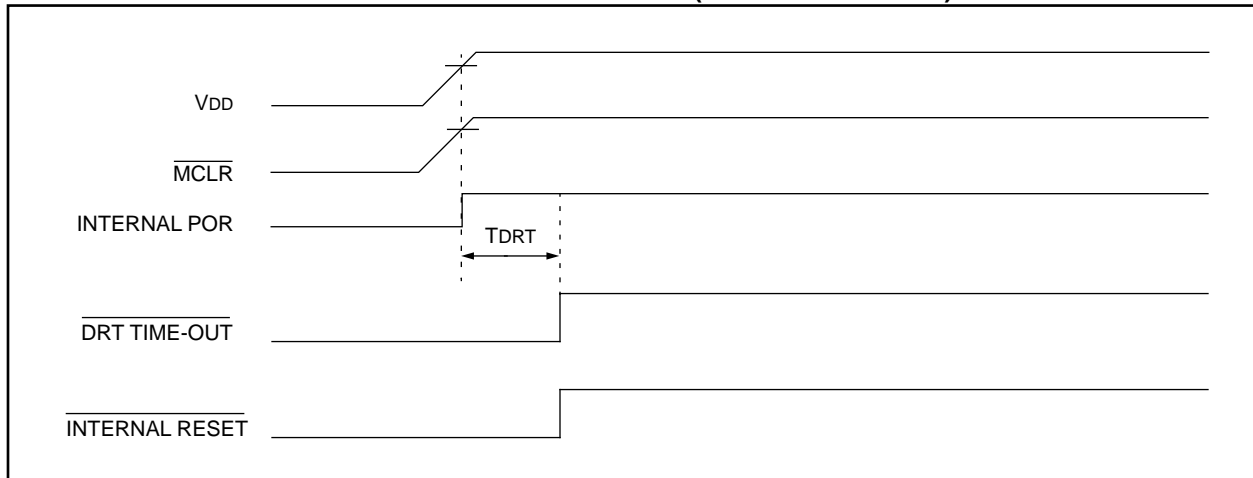 VDD
MCLR
INTERNAL POR
TDRT
DRT TIME-OUT
INTERNAL RESET